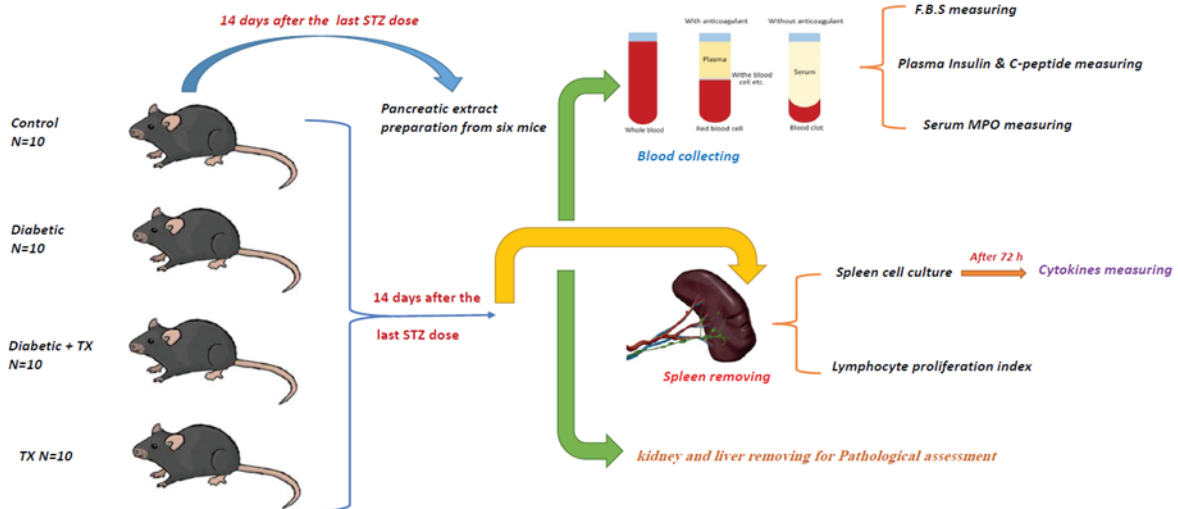 14 days after the last STZ dose
Control
N=10
Pancreatic extract
preparation from six mice
Diabetic
N=10
Diabetic + TX
N=10
TX N=10
14 days after the
last STZ dose
With anticoagulant
Without anticoagulant
Plasma
Withe blood
cell etc.
Serum
Whole blood
Red blood cell
Blood clot
Blood collecting
F.B.S measuring
Plasma Insulin & C-peptide measuring
Serum MPO measuring
Spleen removing
Spleen cell culture
After 72 h
Cytokines measuring
Lymphocyte proliferation index
kidney and liver removing for Pathological assessment